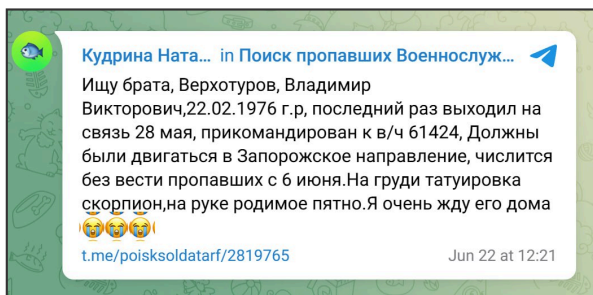 Кудрина Ната... in Поиск пропавших Военнослуж...
Ищу брата, Верхотуров, Владимир
Викторович,22.02.1976 г.р, последний раз выходил на
связь 28 мая, прикомандирован к в/ч 61424, Должны
были двигаться в Запорожское направление, числится
без вести пропавших с 6 июня.На груди татуировка
скорпион,на руке родимое пятно.Я очень жду его дома
😭😭😭
t.me/poisksoldatarf/2819765 Jun 22 at 12:21